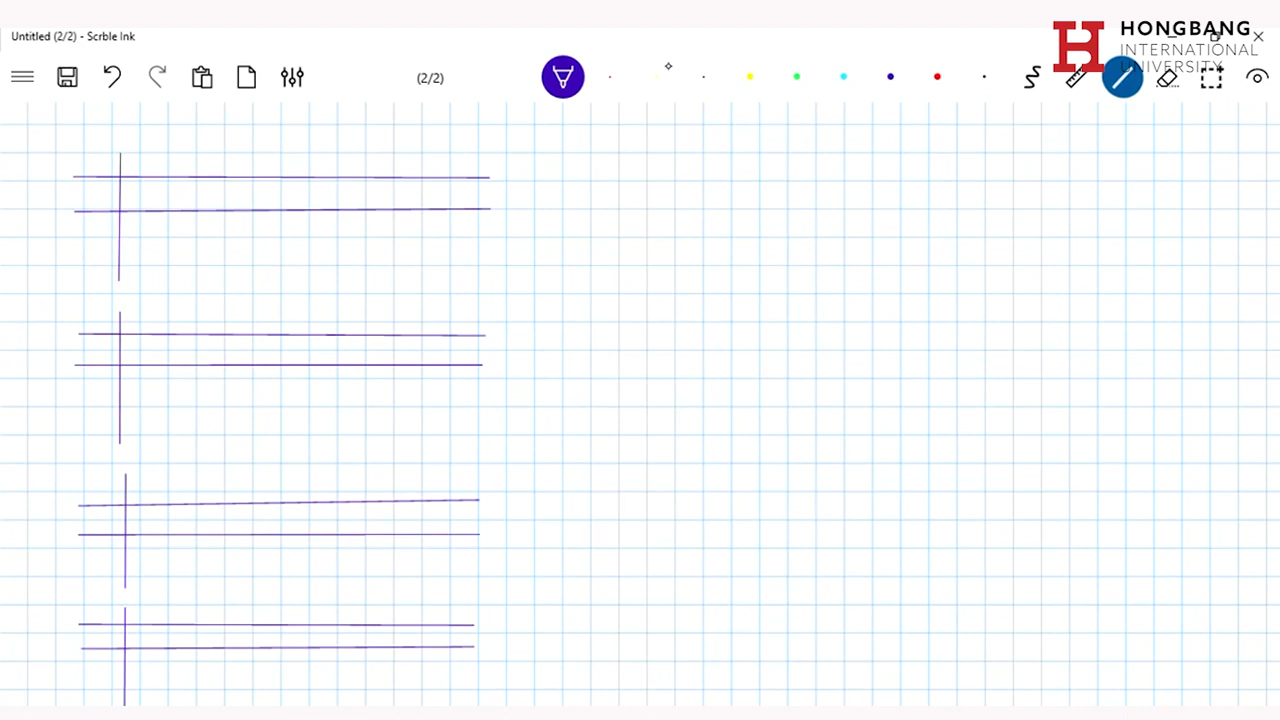 Untitled (2/2) - Scrble Ink
HONGBANG
INTERNATIONAL
UNIVERSITY
(2/2)